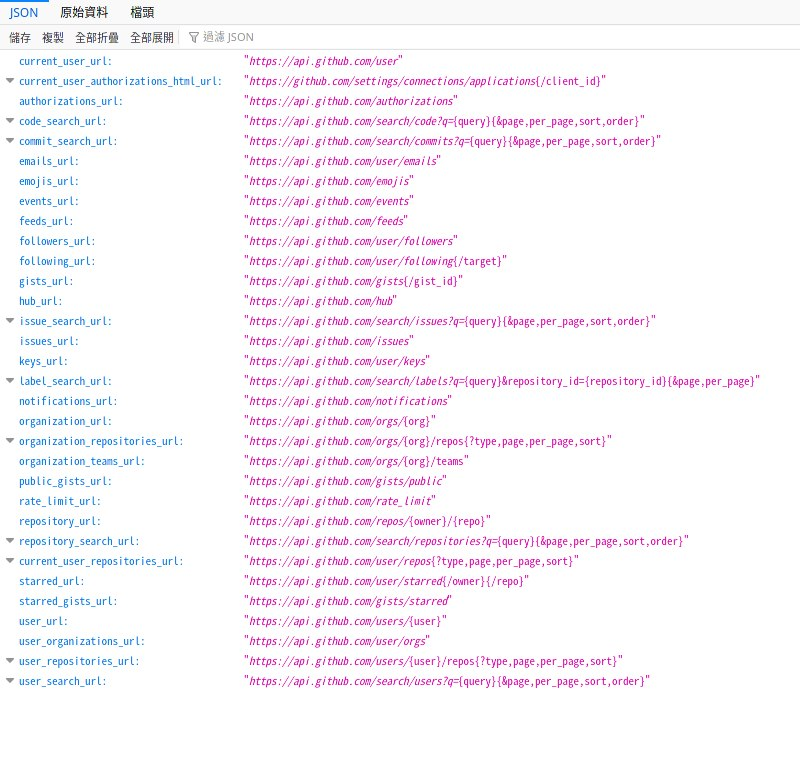 JSON 原始資料 檔頭
儲存 複製 全部折疊 全部展開 過濾 JSON
current_user_url: "https://api.github.com/user"
current_user_authorizations_html_url: "https://github.com/settings/connections/applications{/client_id}"
authorizations_url: "https://api.github.com/authorizations"
code_search_url: "https://api.github.com/search/code?q={query}{&page,per_page,sort,order}"
commit_search_url: "https://api.github.com/search/commits?q={query}{&page,per_page,sort,order}"
emails_url: "https://api.github.com/user/emails"
emojis_url: "https://api.github.com/emojis"
events_url: "https://api.github.com/events"
feeds_url: "https://api.github.com/feeds"
followers_url: "https://api.github.com/user/followers"
following_url: "https://api.github.com/user/following{/target}"
gists_url: "https://api.github.com/gists{/gist_id}"
hub_url: "https://api.github.com/hub"
issue_search_url: "https://api.github.com/search/issues?q={query}{&page,per_page,sort,order}"
issues_url: "https://api.github.com/issues"
keys_url: "https://api.github.com/user/keys"
label_search_url: "https://api.github.com/search/labels?q={query}&repository_id={repository_id}{&page,per_page}"
notifications_url: "https://api.github.com/notifications"
organization_url: "https://api.github.com/orgs/{org}"
organization_repositories_url: "https://api.github.com/orgs/{org}/repos{?type,page,per_page,sort}"
organization_teams_url: "https://api.github.com/orgs/{org}/teams"
public_gists_url: "https://api.github.com/gists/public"
rate_limit_url: "https://api.github.com/rate_limit"
repository_url: "https://api.github.com/repos/{owner}/{repo}"
repository_search_url: "https://api.github.com/search/repositories?q={query}{&page,per_page,sort,order}"
current_user_repositories_url: "https://api.github.com/user/repos{?type,page,per_page,sort}"
starred_url: "https://api.github.com/user/starred{/owner}{/repo}"
starred_gists_url: "https://api.github.com/gists/starred"
user_url: "https://api.github.com/users/{user}"
user_organizations_url: "https://api.github.com/user/orgs"
user_repositories_url: "https://api.github.com/users/{user}/repos{?type,page,per_page,sort}"
user_search_url: "https://api.github.com/search/users?q={query}{&page,per_page,sort,order}"